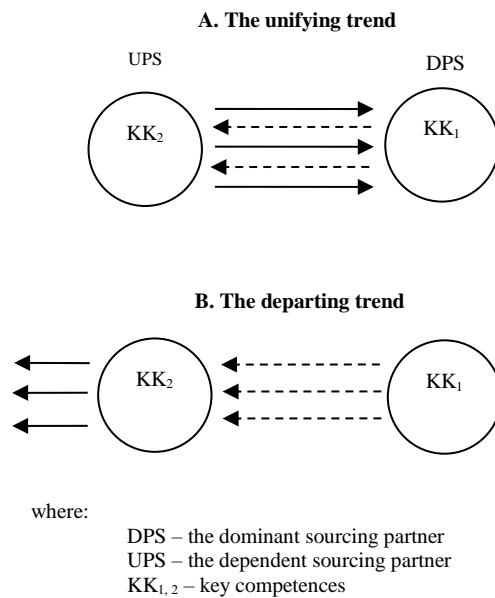 A. The unifying trend
UPS DPS
KK₂ KK₁
B. The departing trend
KK₂ KK₁
where:
DPS – the dominant sourcing partner
UPS – the dependent sourcing partner
KK₁, ₂ – key competences